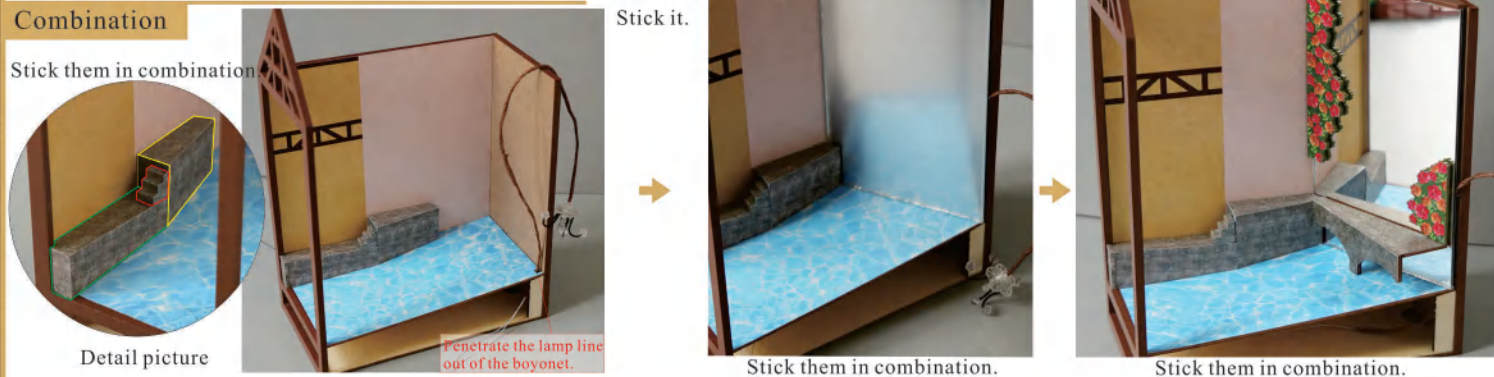 Combination
Stick them in combination.
Detail picture
Penetrate the lamp line
out of the boyonet.
Stick it.
Stick them in combination.
Stick them in combination.